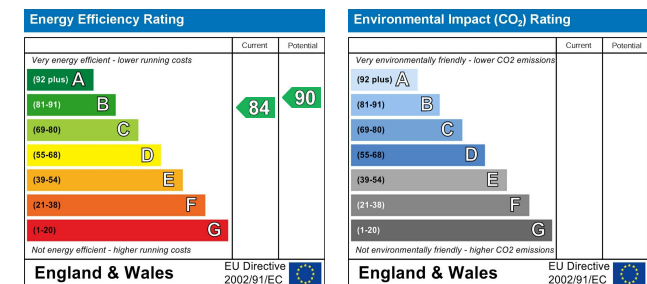 Energy Efficiency Rating
Current Potential
Very energy efficient - lower running costs
(92 plus) A
(81-91) B
84 90
(69-80) C
(55-68) D
(39-54) E
(21-38) F
(1-20) G
Not energy efficient - higher running costs
England & Wales
EU Directive
2002/91/EC
Environmental Impact (CO₂) Rating
Current Potential
Very environmentally friendly - lower CO2 emissions
(92 plus) A
(81-91) B
(69-80) C
(55-68) D
(39-54) E
(21-38) F
(1-20) G
Not environmentally friendly - higher CO2 emissions
England & Wales
EU Directive
2002/91/EC